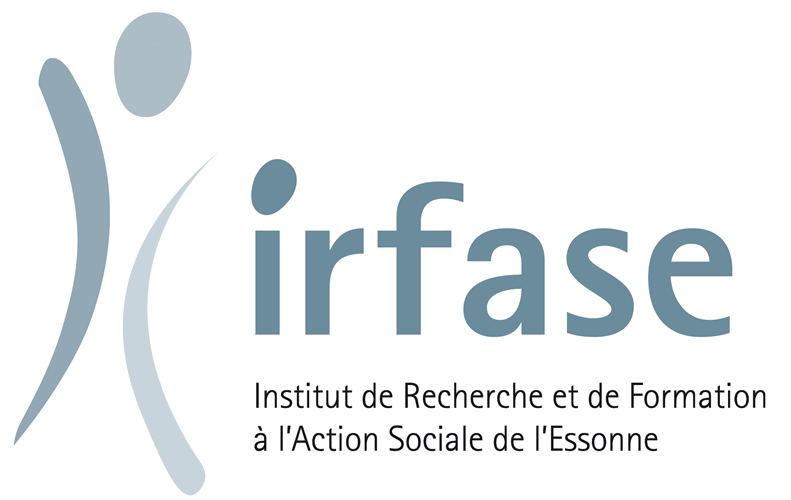 irfase
Institut de Recherche et de Formation
à l'Action Sociale de l'Essonne